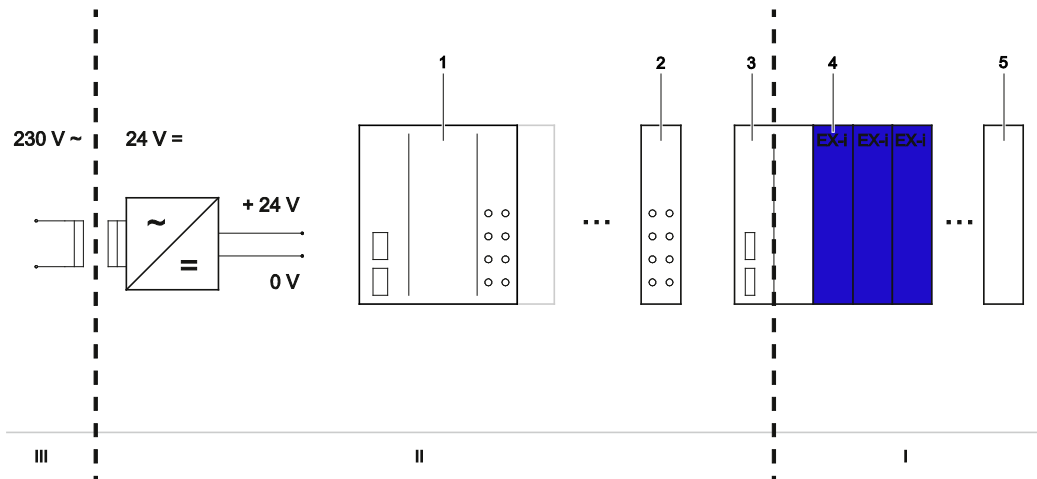 1 2 3 4 5
230 V ~ 24 V =
EX-i EX-i EX-i
+ 24 V
~
=
0 V
... ...
III II I